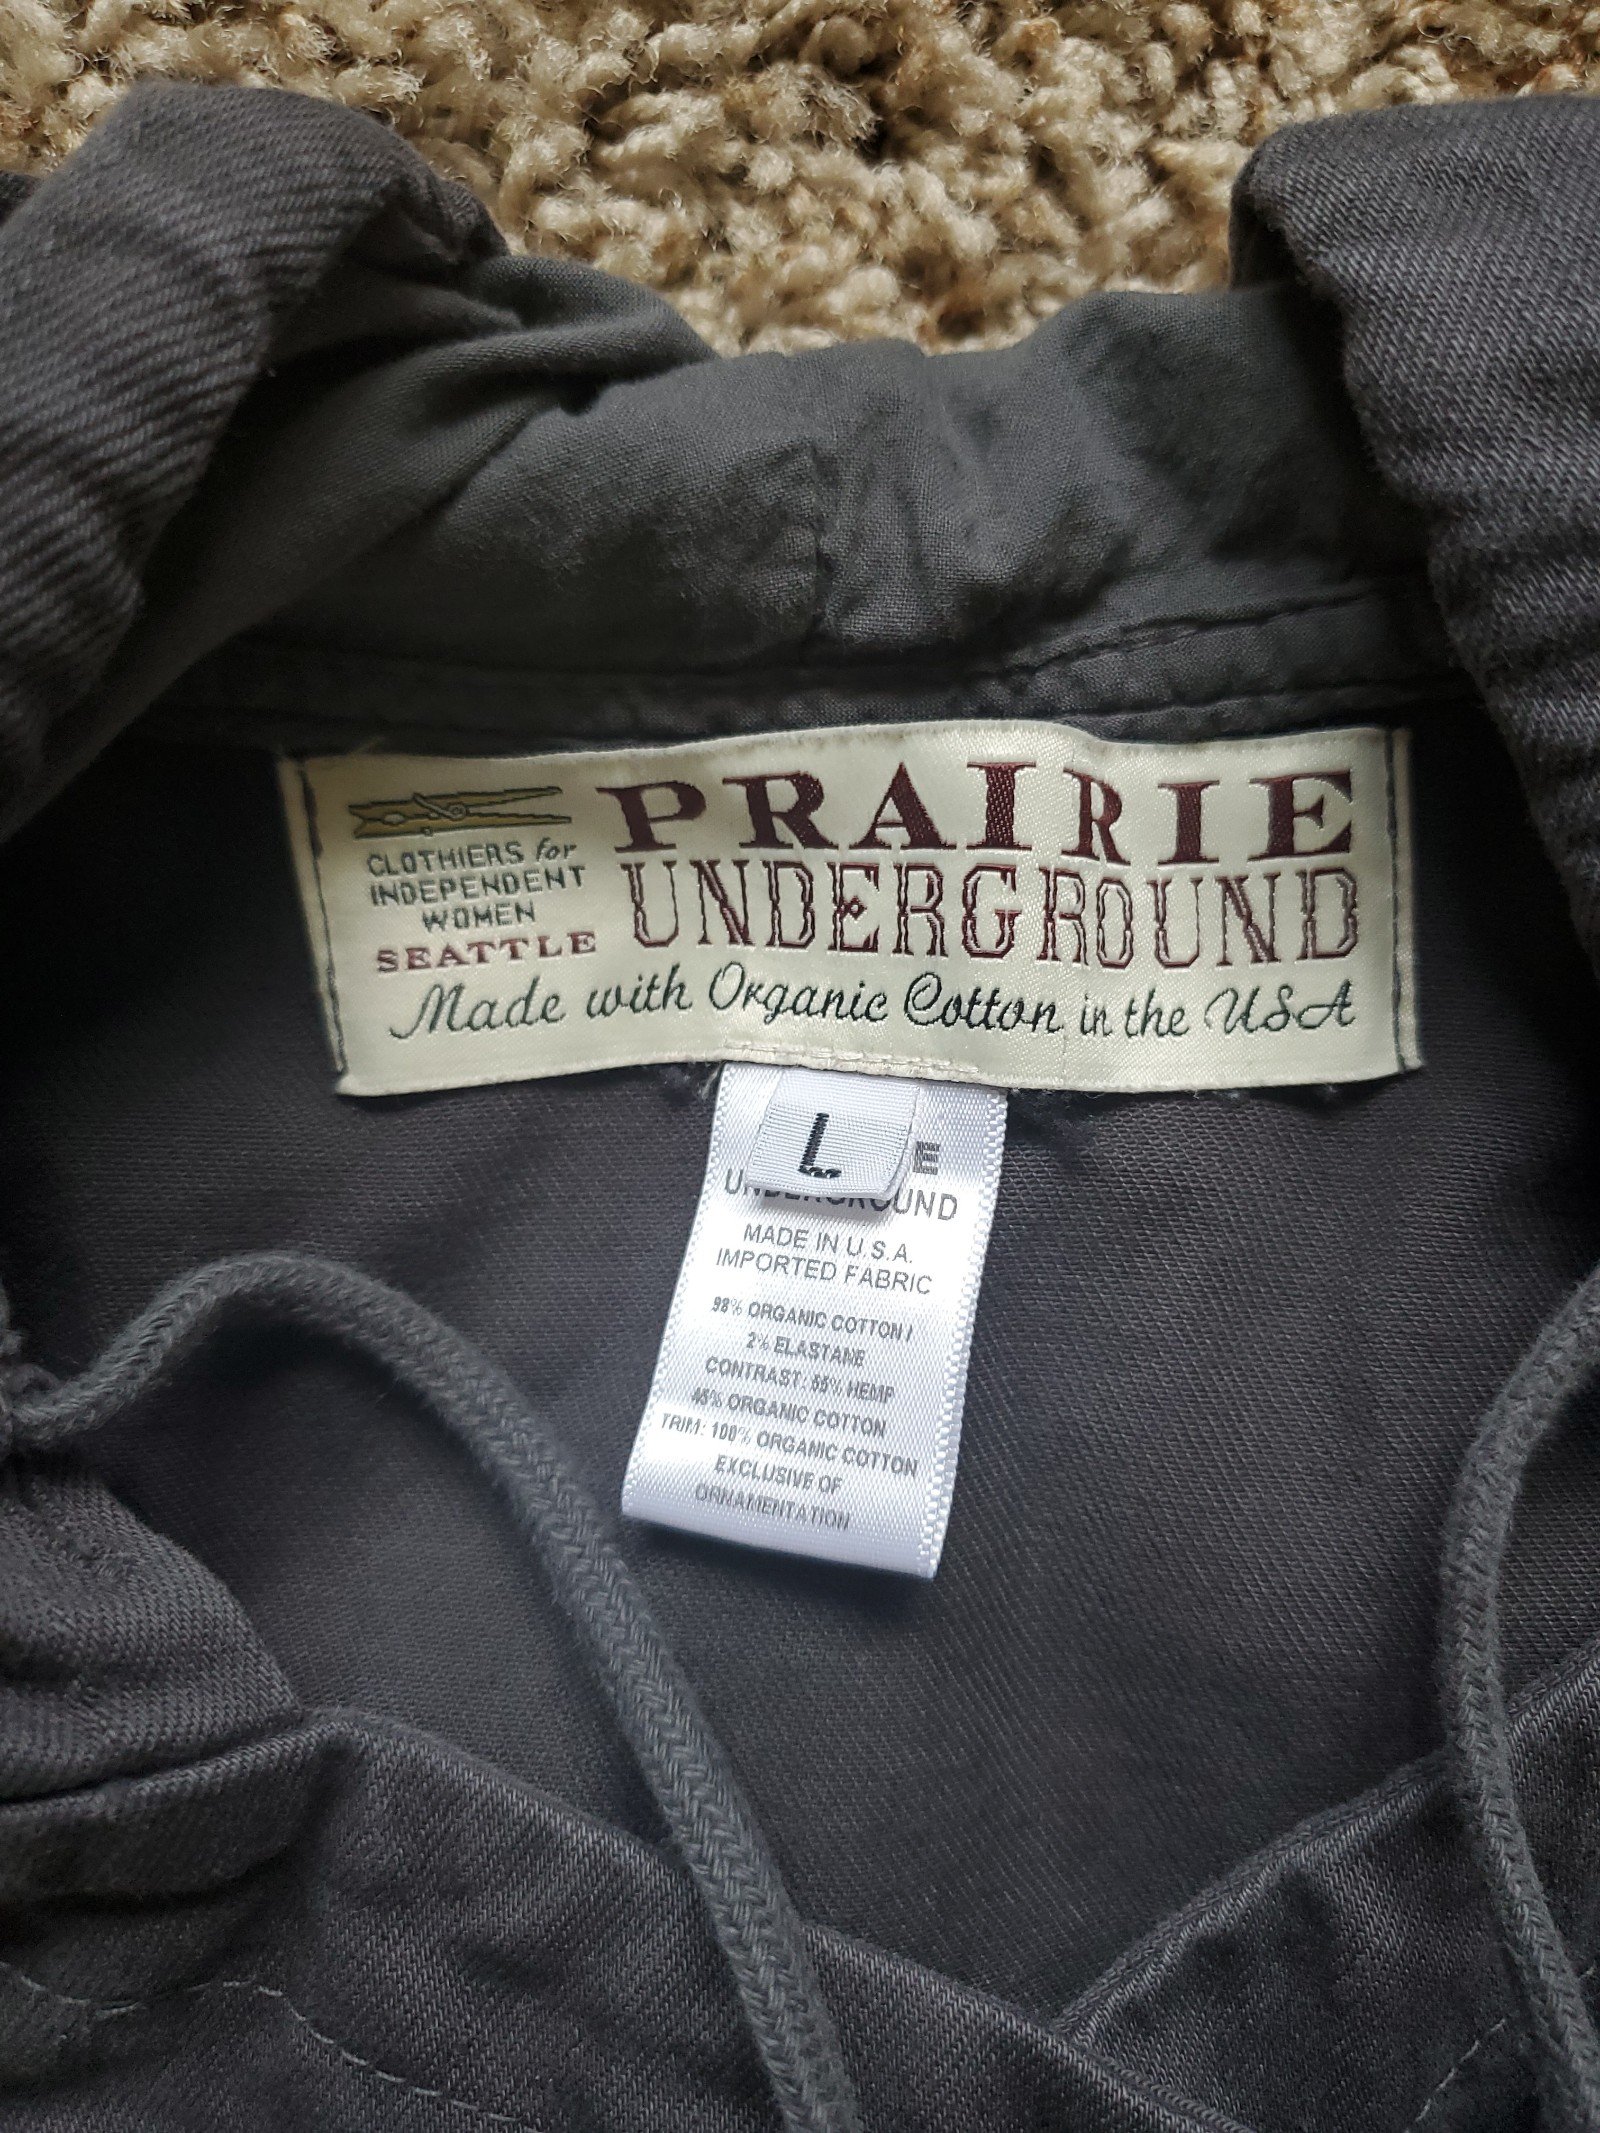 CLOTHIERS for
INDEPENDENT
WOMEN
SEATTLE
PRAIRIE
UNDERGROUND
Made with Organic Cotton in the USA
L
E
UNDERGROUND
MADE IN U.S.A.
IMPORTED FABRIC
98% ORGANIC COTTON /
2% ELASTANE
CONTRAST: 55% HEMP
45% ORGANIC COTTON
TRIM: 100% ORGANIC COTTON
EXCLUSIVE OF
ORNAMENTATION